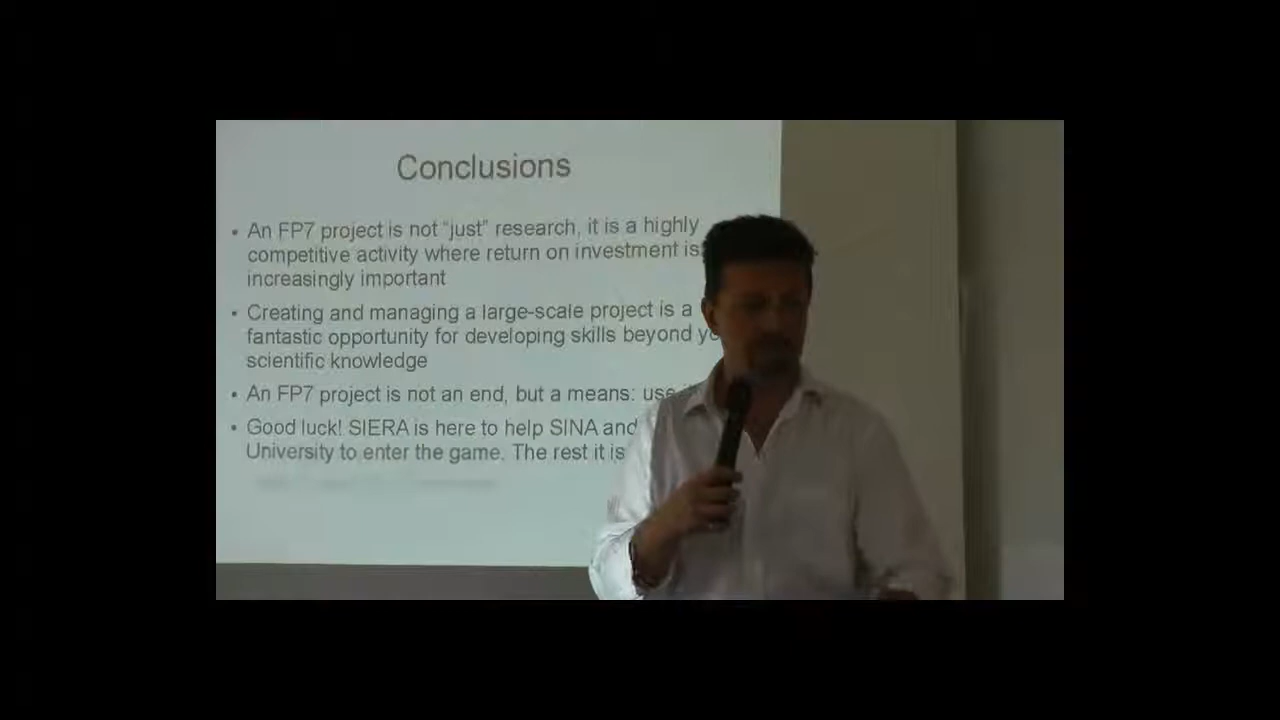 Conclusions
• An FP7 project is not “just” research, it is a highly
competitive activity where return on investment is
increasingly important
• Creating and managing a large-scale project is a
fantastic opportunity for developing skills beyond
scientific knowledge
• An FP7 project is not an end, but a means: use
• Good luck! SIERA is here to help SINA and
University to enter the game. The rest it is